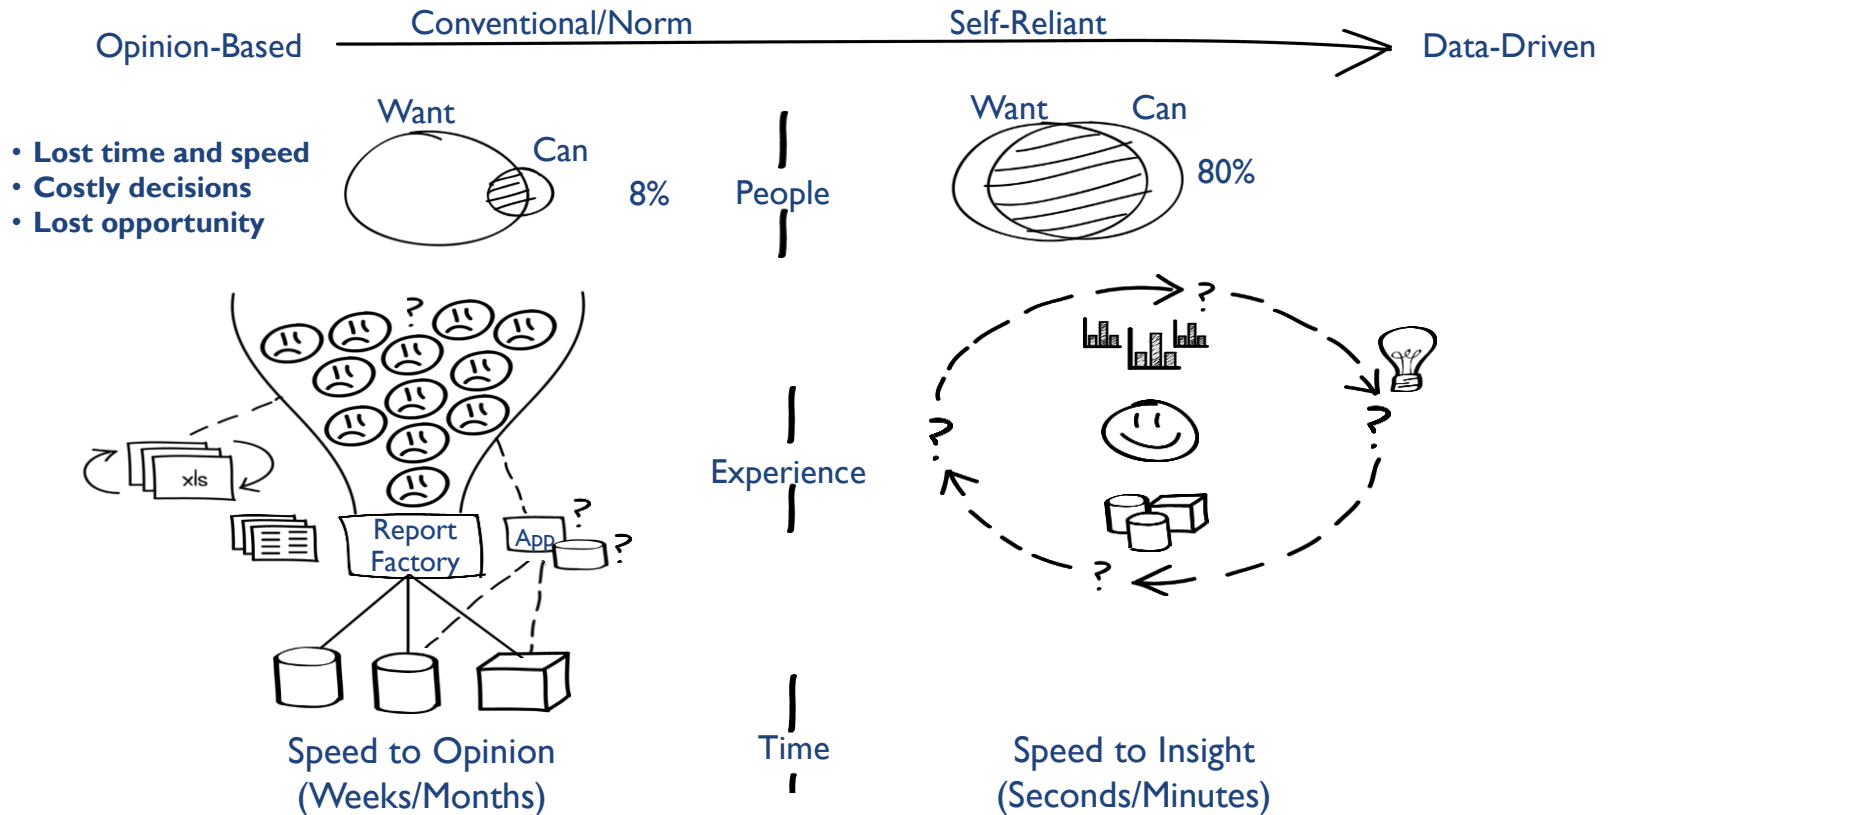 Opinion-Based
Conventional/Norm
Self-Reliant
Data-Driven
• Lost time and speed
• Costly decisions
• Lost opportunity
Want
Can
8%
People
Want
Can
80%
?
xls
Report
Factory
App
?
?
Experience
?
?
?
?
Speed to Opinion
(Weeks/Months)
Time
Speed to Insight
(Seconds/Minutes)